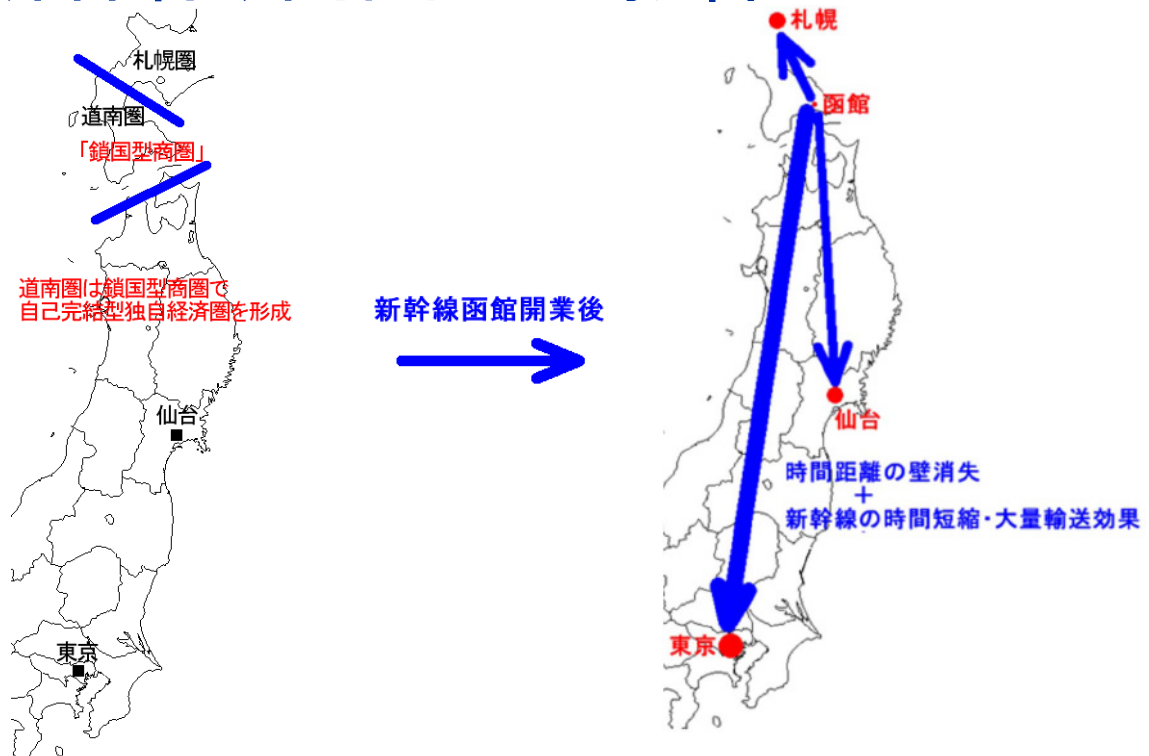 札幌圏
道南圏
「鎖国型商圏」
道南圏は鎖国型商圏で
自己完結型独自経済圏を形成
仙台
東京
新幹線函館開業後
札幌
函館
仙台
時間距離の壁消失
+
新幹線の時間短縮・大量輸送効果
東京